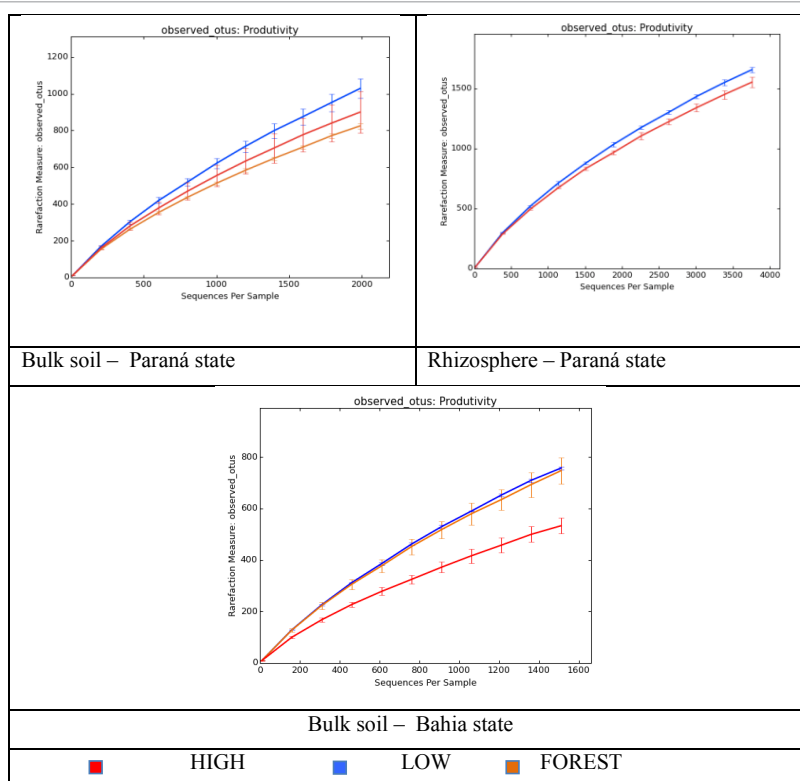 observed_otus: Produtivity
Rarefaction Measure: observed_otus
1200
1000
800
600
400
200
0
0 500 1000 1500 2000
Sequences Per Sample
observed_otus: Produtivity
Rarefaction Measure: observed_otus
1500
1000
500
0
0 500 1000 1500 2000 2500 3000 3500 4000
Sequences Per Sample
Bulk soil – Paraná state
Rhizosphere – Paraná state
observed_otus: Produtivity
Rarefaction Measure: observed_otus
800
600
400
200
0
0 200 400 600 800 1000 1200 1400 1600
Sequences Per Sample
Bulk soil – Bahia state
HIGH LOW FOREST